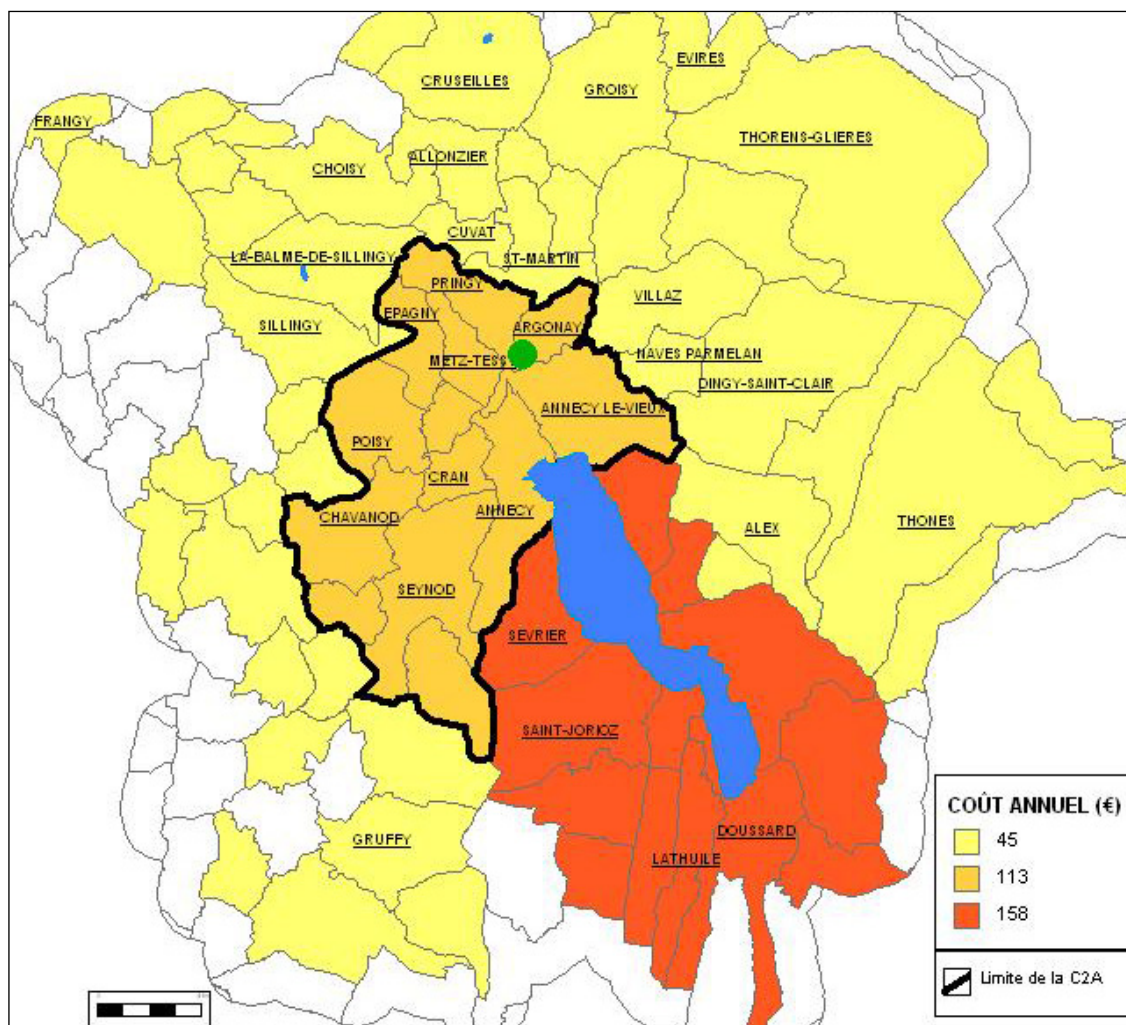 EVIRES
CRUSEILLES
GROISY
FRANGY
THORENS-GLIERES
ALLONZIER
CHOISY
CUVAT
LA-BALME-DE-SILLINGY
ST-MARTIN
PRINGY
VILLAZ
EPAGNY
SILLINGY
ARGONAY
METZ-TESS
NAVES PARMELAN
DINGY-SAINT-CLAIR
ANNECY LE-VIEUX
POISY
CRAN
CHAVANOD
ANNECY
ALEX
THONES
SEYNOD
SEVRIER
SAINT-JORIOZ
GRUFFY
DOUSSARD
LATHUILE
COÛT ANNUEL (€)
45
113
158
Limite de la C2A